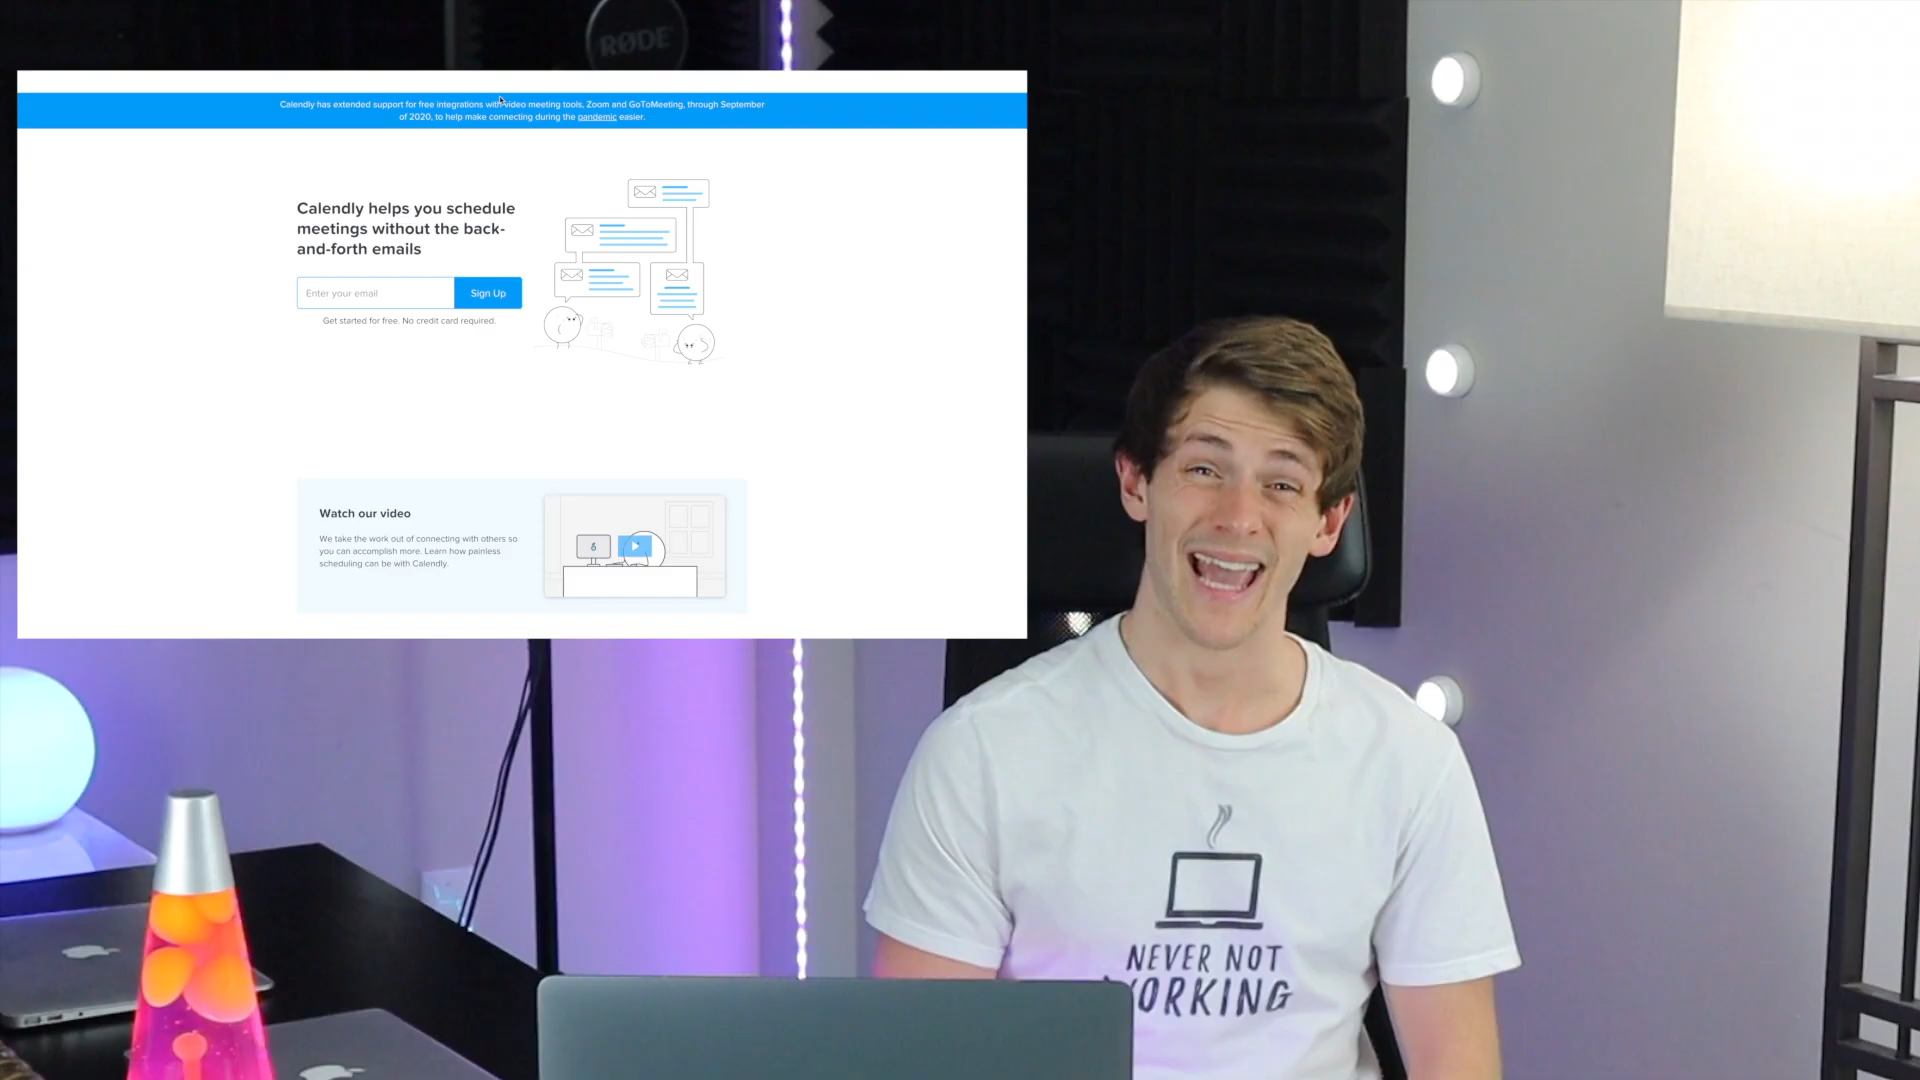 RØDE
Calendly has extended support for free integrations with video meeting tools, Zoom and GoToMeeting, through September
of 2020, to help make connecting during the pandemic easier.
Calendly helps you schedule
meetings without the back-
and-forth emails
Enter your email
Sign Up
Get started for free. No credit card required.
Watch our video
We take the work out of connecting with others so
you can accomplish more. Learn how painless
scheduling can be with Calendly.
6
NEVER NOT
WORKING